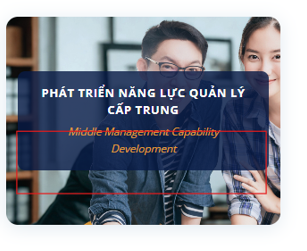 PHÁT TRIỂN NĂNG LỰC QUẢN LÝ
CẤP TRUNG
Middle Management Capability
Development